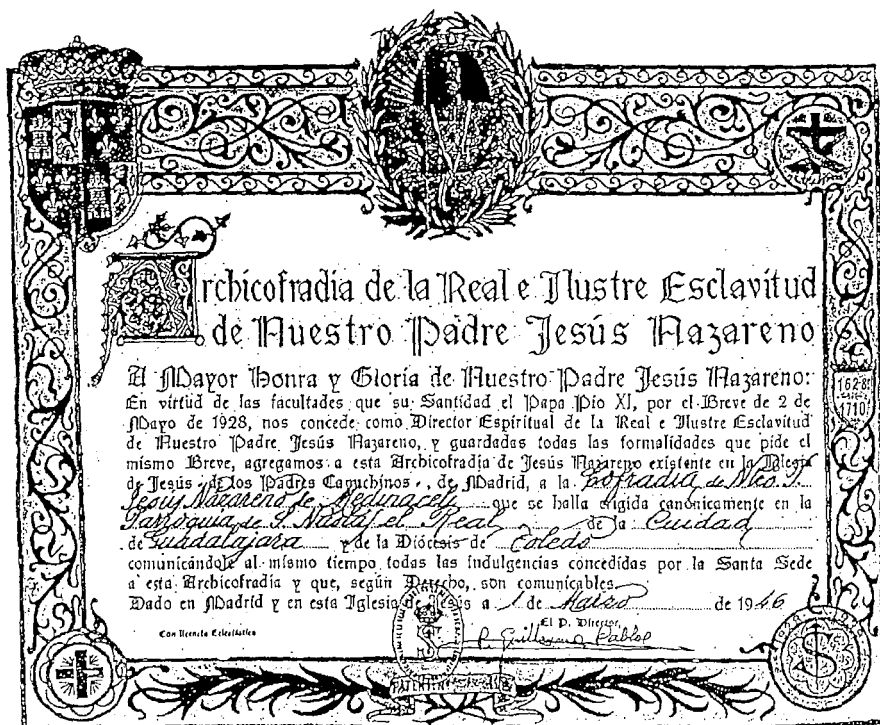 Archicofradia de la Real e Ilustre Esclavitud
de Nuestro Padre Jesús Nazareno
A Mayor Honra y Gloria de Nuestro Padre Jesús Nazareno:
En virtud de las facultades que su Santidad el Papa Pío XI, por el Breve de 2 de
Mayo de 1928, nos concede como Director Espiritual de la Real e Ilustre Esclavitud
de Nuestro Padre Jesús Nazareno, y guardadas todas las formalidades que pide el
mismo Breve, agregamos a esta Archicofradia de Jesús Nazareno existente en la Iglesia
de Jesús, de los Padres Capuchinos, de Madrid, a la Cofradia de Ntro. P.
Jesús Nazareno de Medinaceli que se halla erigida canónicamente en la
Parroquia de S. Nicolás el Real de la Ciudad
de Guadalajara y de la Diócesis de Toledo
comunicándole al mismo tiempo todas las indulgencias concedidas por la Santa Sede
a esta Archicofradia y que, según Derecho, son comunicables.
Dado en Madrid y en esta Iglesia de Jesús a 1 de Marzo de 1946
El P. Director,
Con licencia Eclesiástica
P. Guillermo Pablos
1628
1710